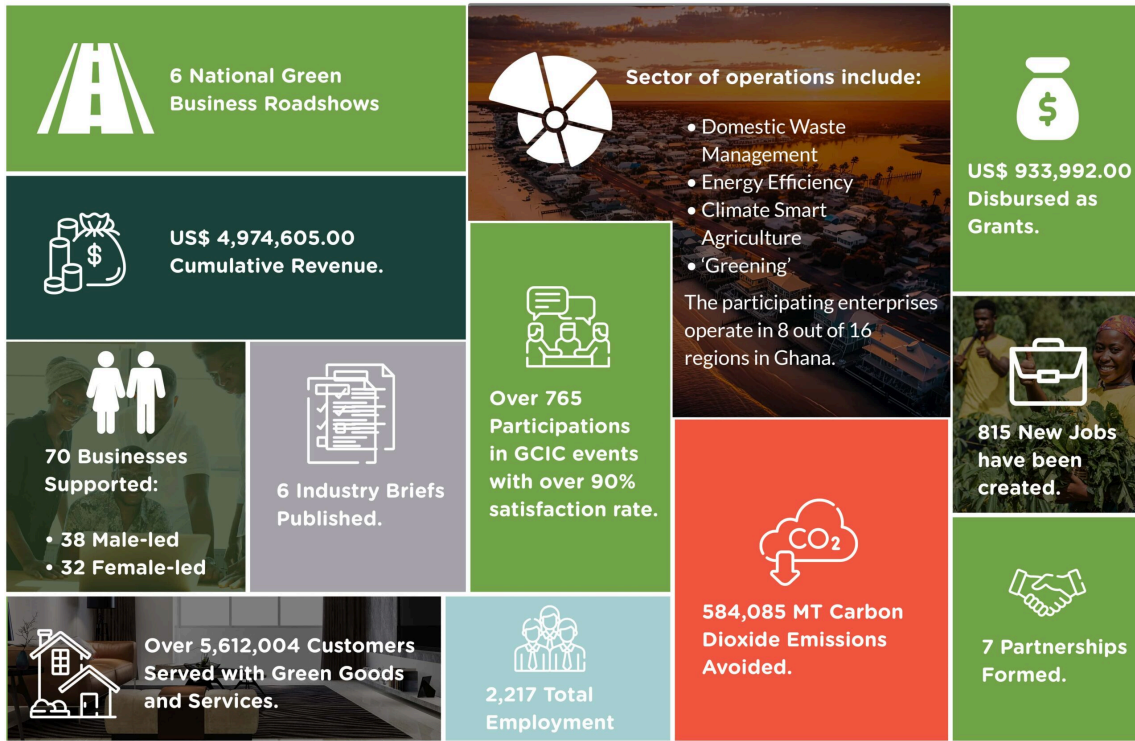 6 National Green
Business Roadshows
Sector of operations include:
• Domestic Waste
Management
• Energy Efficiency
• Climate Smart
Agriculture
• ‘Greening’
The participating enterprises
operate in 8 out of 16
regions in Ghana.
$
US$ 933,992.00
Disbursed as
Grants.
$
US$ 4,974,605.00
Cumulative Revenue.
70 Businesses
Supported:
• 38 Male-led
• 32 Female-led
6 Industry Briefs
Published.
Over 765
Participations
in GCIC events
with over 90%
satisfaction rate.
815 New Jobs
have been
created.
CO2
584,085 MT Carbon
Dioxide Emissions
Avoided.
7 Partnerships
Formed.
Over 5,612,004 Customers
Served with Green Goods
and Services.
2,217 Total
Employment